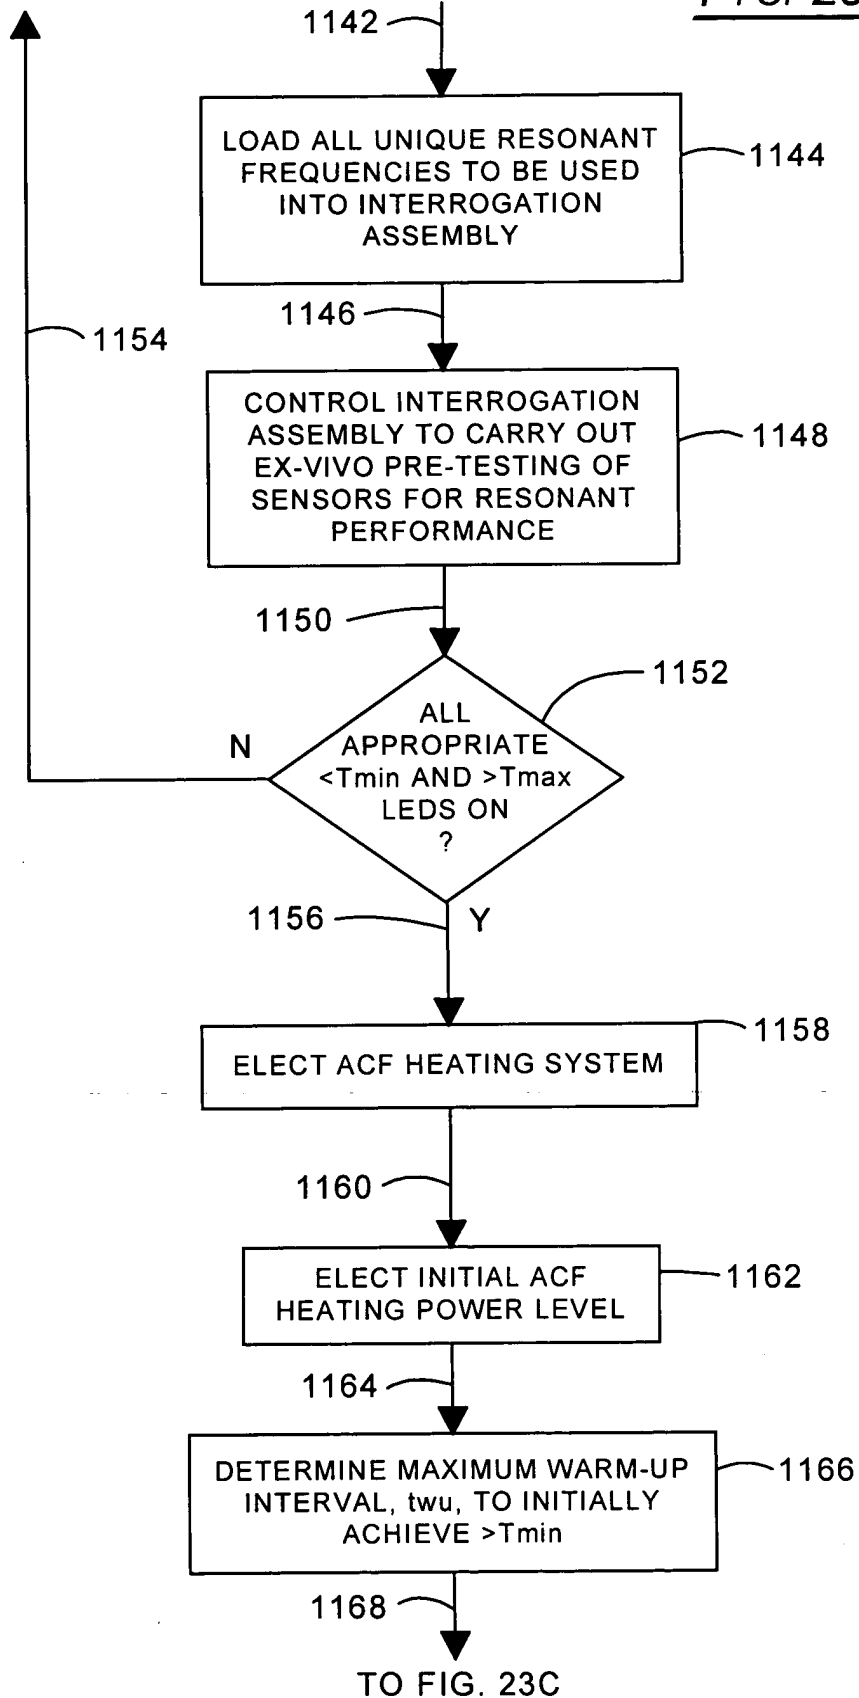 1142
LOAD ALL UNIQUE RESONANT
FREQUENCIES TO BE USED
INTO INTERROGATION
ASSEMBLY
1144
1146
1154
CONTROL INTERROGATION
ASSEMBLY TO CARRY OUT
EX-VIVO PRE-TESTING OF
SENSORS FOR RESONANT
PERFORMANCE
1148
1150
1152
ALL
APPROPRIATE
<Tmin AND >Tmax
LEDS ON
?
N
1156
Y
1158
ELECT ACF HEATING SYSTEM
1160
ELECT INITIAL ACF
HEATING POWER LEVEL
1162
1164
DETERMINE MAXIMUM WARM-UP
INTERVAL, twu, TO INITIALLY
ACHIEVE >Tmin
1166
1168
TO FIG. 23C